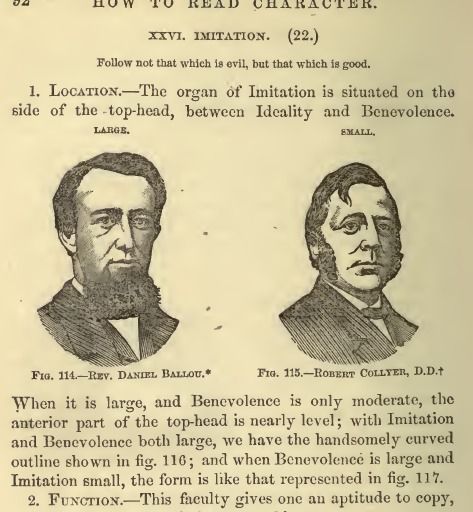 92 HOW TO READ CHARACTER.
XXVI. IMITATION. (22.)
Follow not that which is evil, but that which is good.
1. LOCATION.—The organ of Imitation is situated on the
side of the top-head, between Ideality and Benevolence.
LARGE.
SMALL.
FIG. 114.—REV. DANIEL BALLOU.*
FIG. 115.—ROBERT COLLYER, D.D.†
When it is large, and Benevolence is only moderate, the
anterior part of the top-head is nearly level; with Imitation
and Benevolence both large, we have the handsomely curved
outline shown in fig. 116; and when Benevolence is large and
Imitation small, the form is like that represented in fig. 117.
2. FUNCTION.—This faculty gives one an aptitude to copy,